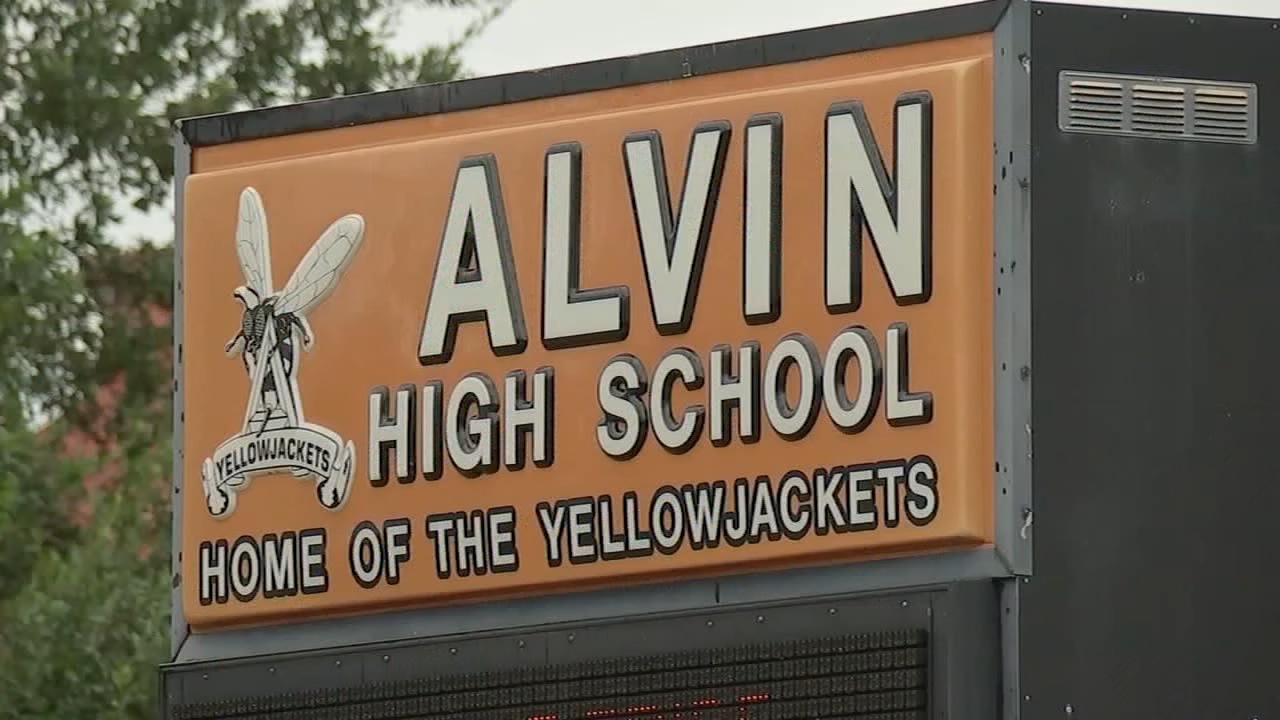 ALVIN
HIGH SCHOOL
YELLOWJACKETS
HOME OF THE YELLOWJACKETS